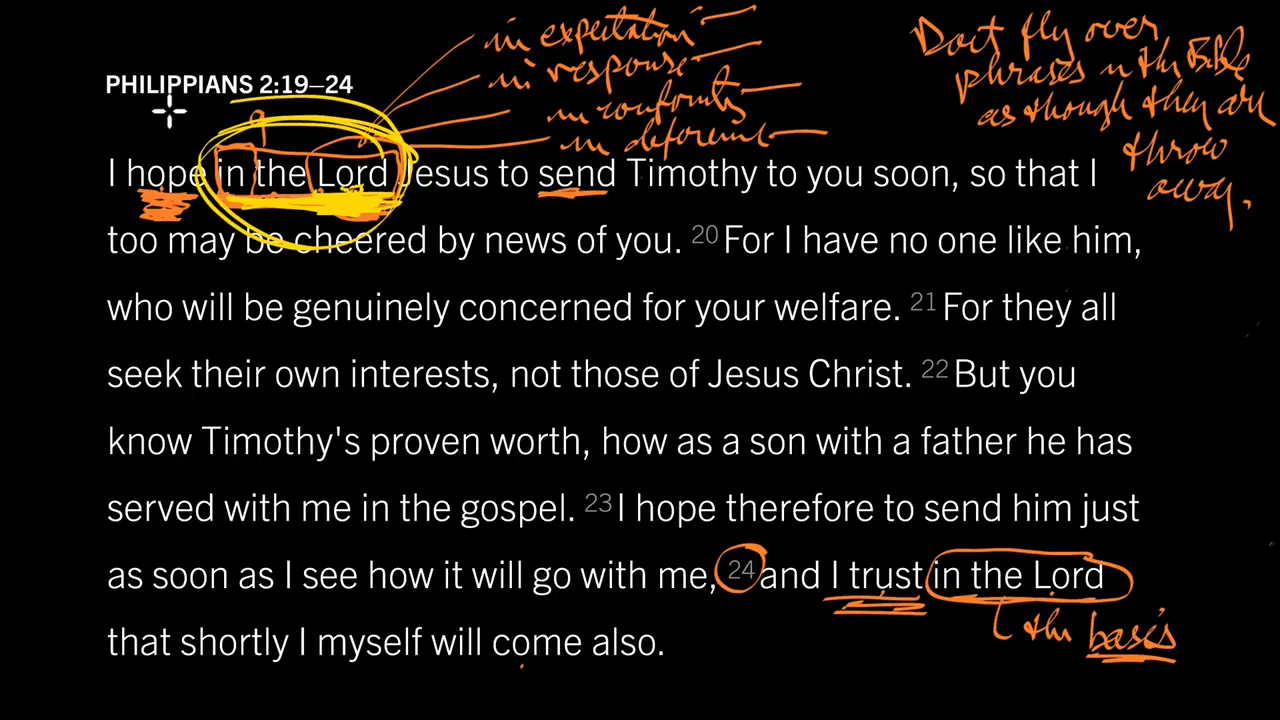 in expectation
in response
in conformity
in deference
Don't fly over
phrases in the Bible
as though they are
throw
away.
PHILIPPIANS 2:19–24
I hope in the Lord Jesus to send Timothy to you soon, so that I
too may be cheered by news of you. 20 For I have no one like him,
who will be genuinely concerned for your welfare. 21 For they all
seek their own interests, not those of Jesus Christ. 22 But you
know Timothy's proven worth, how as a son with a father he has
served with me in the gospel. 23 I hope therefore to send him just
as soon as I see how it will go with me, 24 and I trust in the Lord
the basis
that shortly I myself will come also.